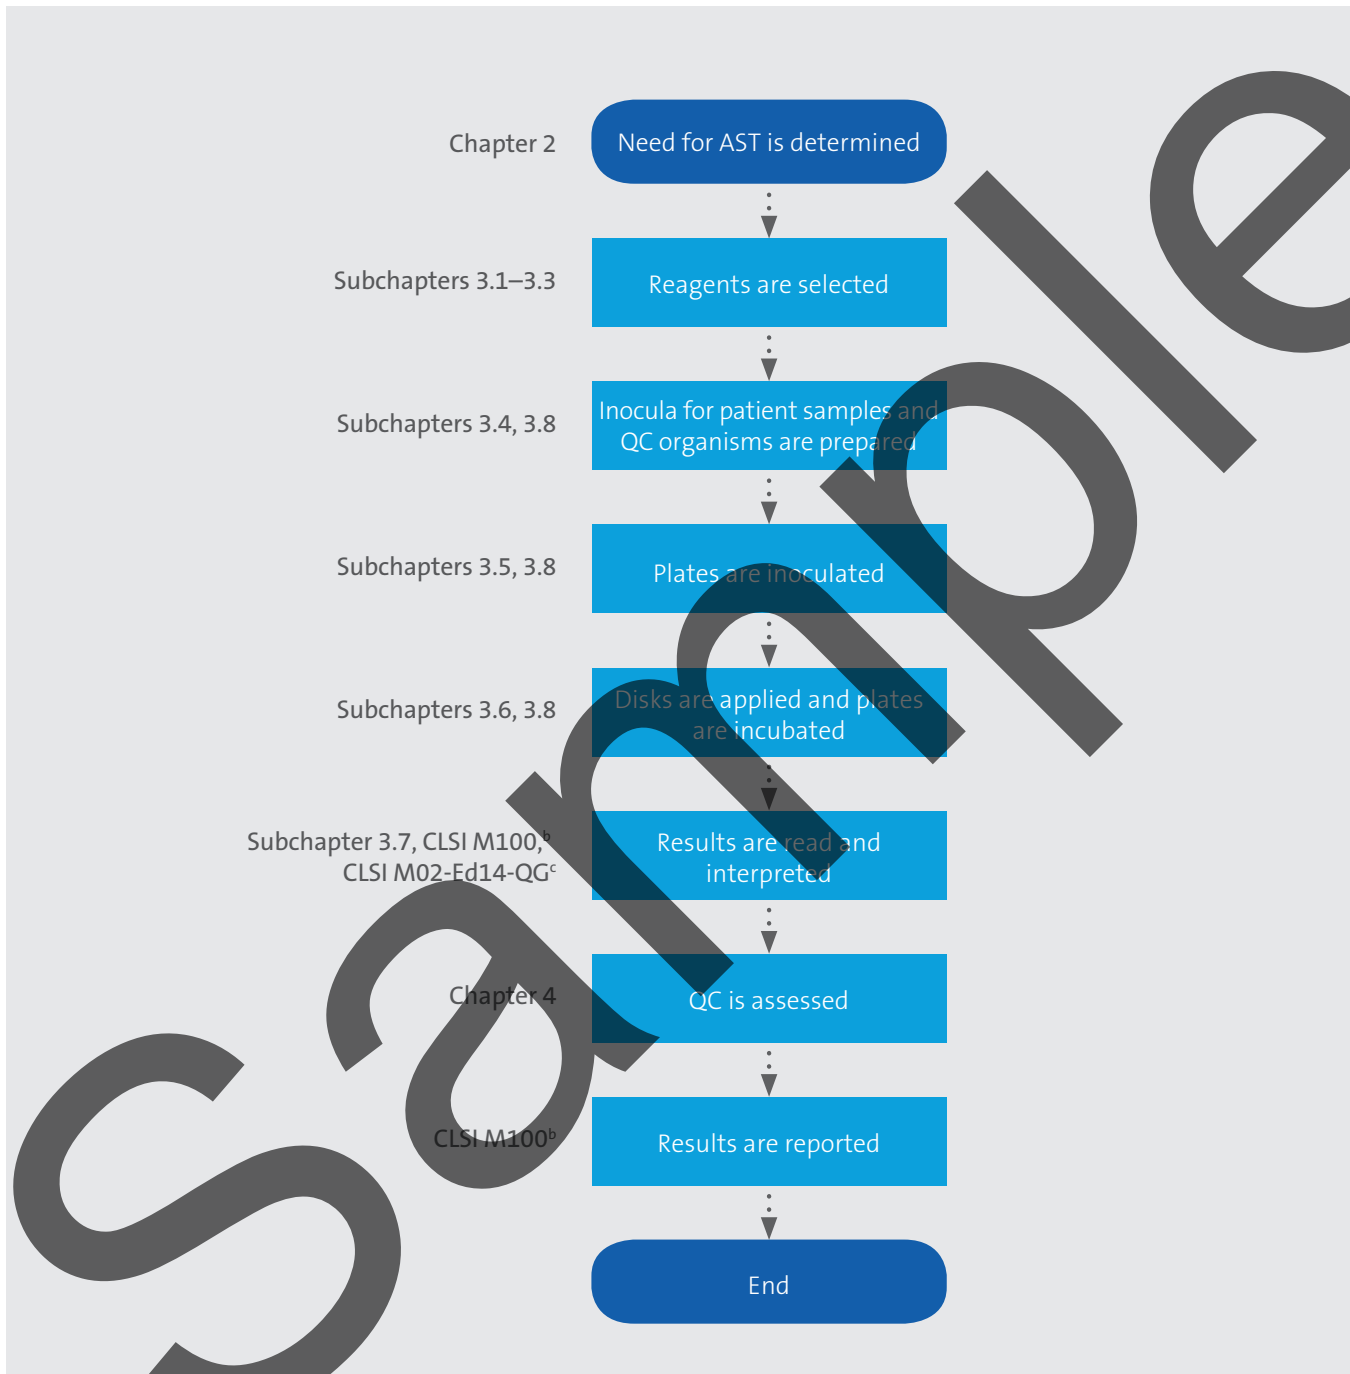 Chapter 2
Need for AST is determined
Subchapters 3.1–3.3
Reagents are selected
Subchapters 3.4, 3.8
Inocula for patient samples and
QC organisms are prepared
Subchapters 3.5, 3.8
Plates are inoculated
Subchapters 3.6, 3.8
Disks are applied and plates
are incubated
Subchapter 3.7, CLSI M100,ᵇ
CLSI M02-Ed14-QGᶜ
Results are read and
interpreted
Chapter 4
QC is assessed
CLSI M100ᵇ
Results are reported
End
Sample